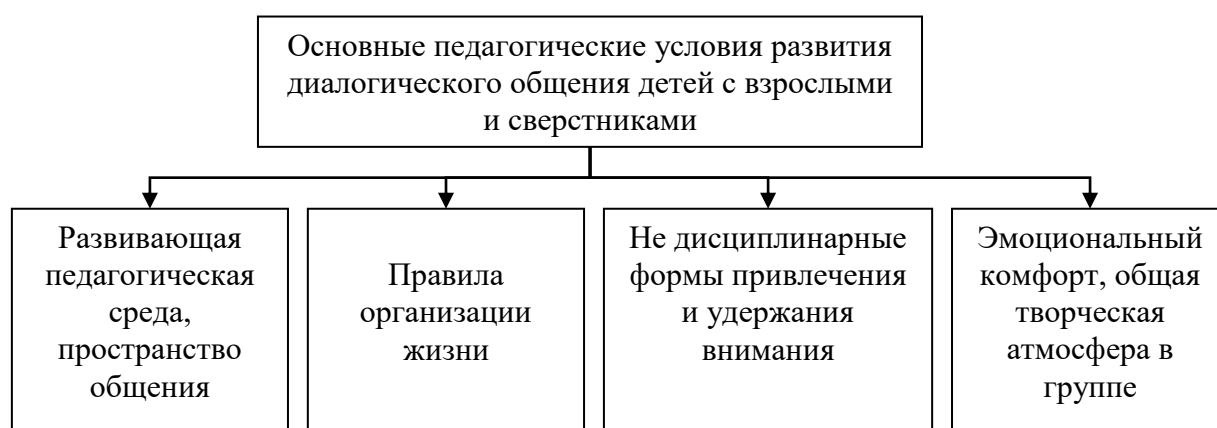 Основные педагогические условия развития
диалогического общения детей с взрослыми
и сверстниками
Развивающая
педагогическая
среда,
пространство
общения
Правила
организации
жизни
Не дисциплинарные
формы привлечения
и удержания
внимания
Эмоциональный
комфорт, общая
творческая
атмосфера в
группе